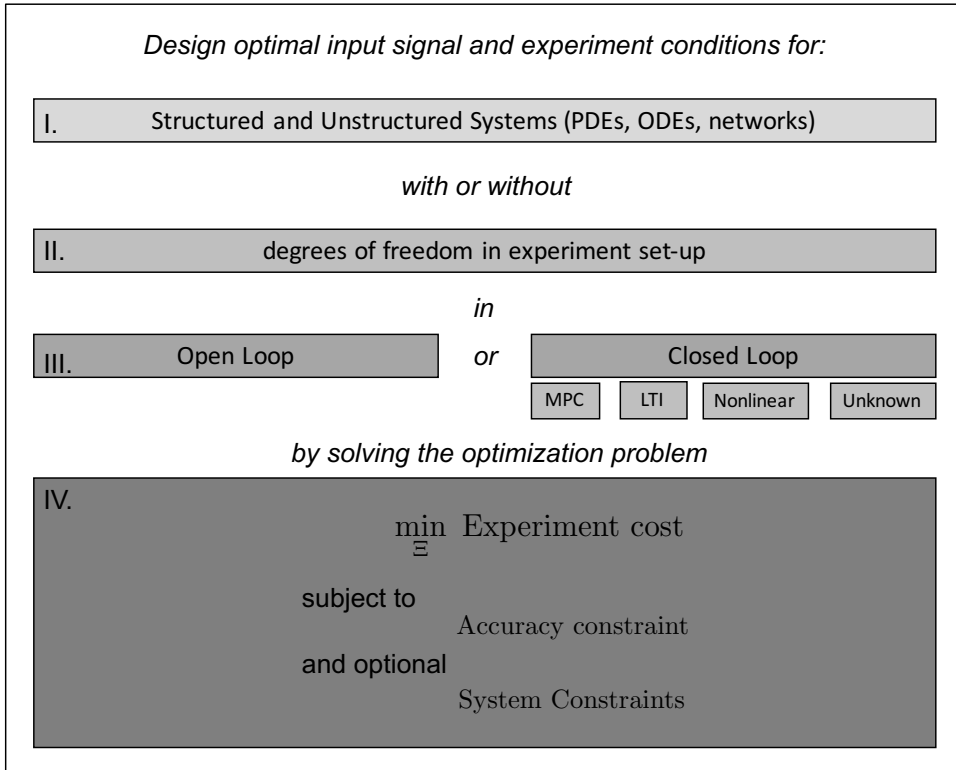 Design optimal input signal and experiment conditions for:
I. Structured and Unstructured Systems (PDEs, ODEs, networks)
with or without
II. degrees of freedom in experiment set-up
in
III. Open Loop or Closed Loop
MPC LTI Nonlinear Unknown
by solving the optimization problem
IV.
min Experiment cost
Ξ
subject to
Accuracy constraint
and optional
System Constraints